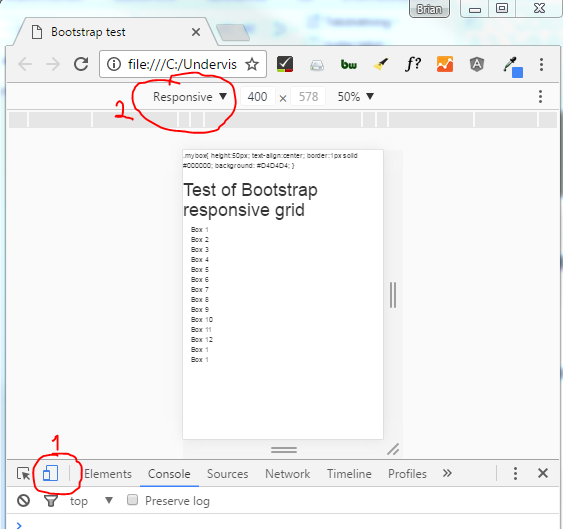 Brian
Bootstrap test
file:///C:/Undervis
bw
f?
2
Responsive ▼ 400 × 578 50% ▼
.mybox{ height:50px; text-align:center; border:1px solid
#000000; background: #D4D4D4; }
Test of Bootstrap
responsive grid
Box 1
Box 2
Box 3
Box 4
Box 5
Box 6
Box 7
Box 8
Box 9
Box 10
Box 11
Box 12
Box 1
Box 1
1
Elements Console Sources Network Timeline Profiles »
top ▼ Preserve log
>